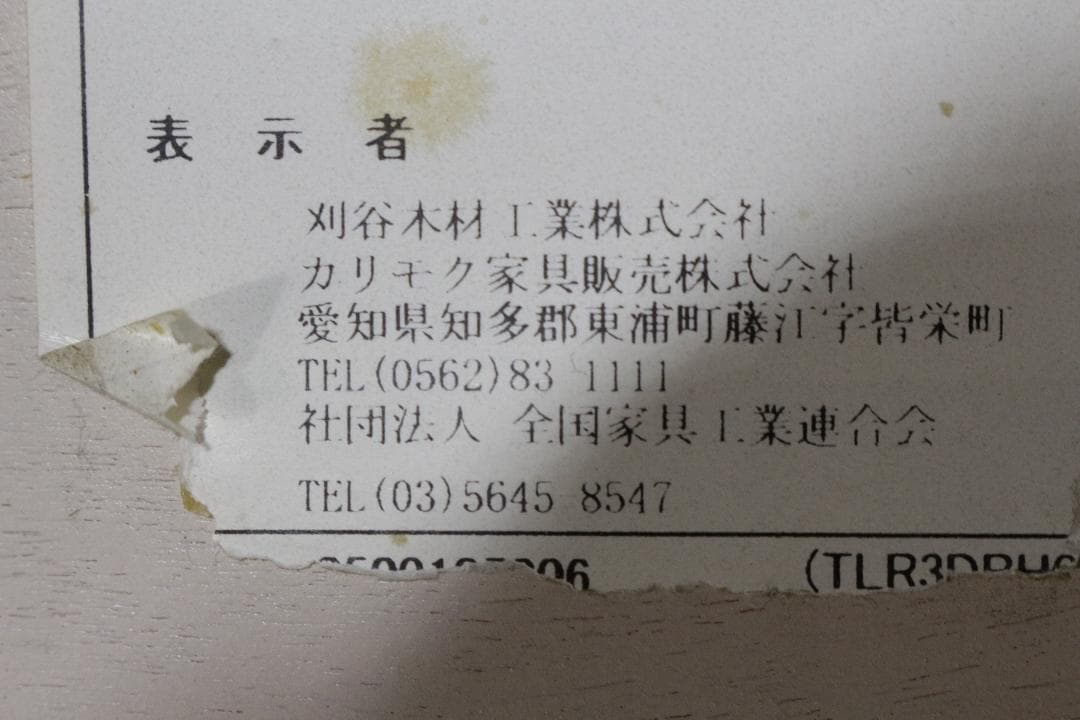 表示者
刈谷木材工業株式会社
カリモク家具販売株式会社
愛知県知多郡東浦町藤江字皆栄町
TEL(0562)83 1111
社団法人 全国家具工業連合会
TEL(03)5645 8547